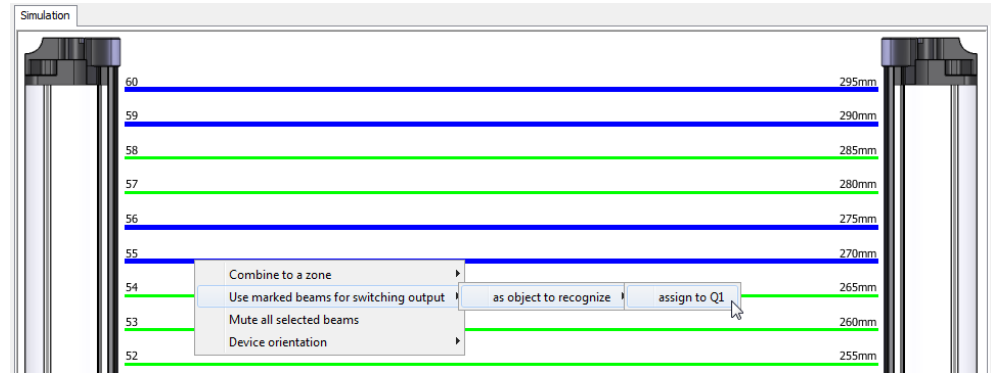 Simulation
60 295mm
59 290mm
58 285mm
57 280mm
56 275mm
55 270mm
Combine to a zone
54 265mm
Use marked beams for switching output as object to recognize assign to Q1
53 260mm
Mute all selected beams
Device orientation
52 255mm